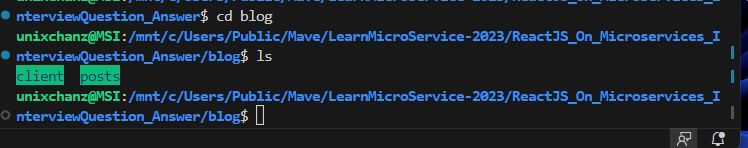 nterviewQuestion_Answer$ cd blog
unixchanz@MSI:/mnt/c/Users/Public/Mave/LearnMicroService-2023/ReactJS_On_Microservices_I
nterviewQuestion_Answer/blog$ ls
client  posts
unixchanz@MSI:/mnt/c/Users/Public/Mave/LearnMicroService-2023/ReactJS_On_Microservices_I
nterviewQuestion_Answer/blog$